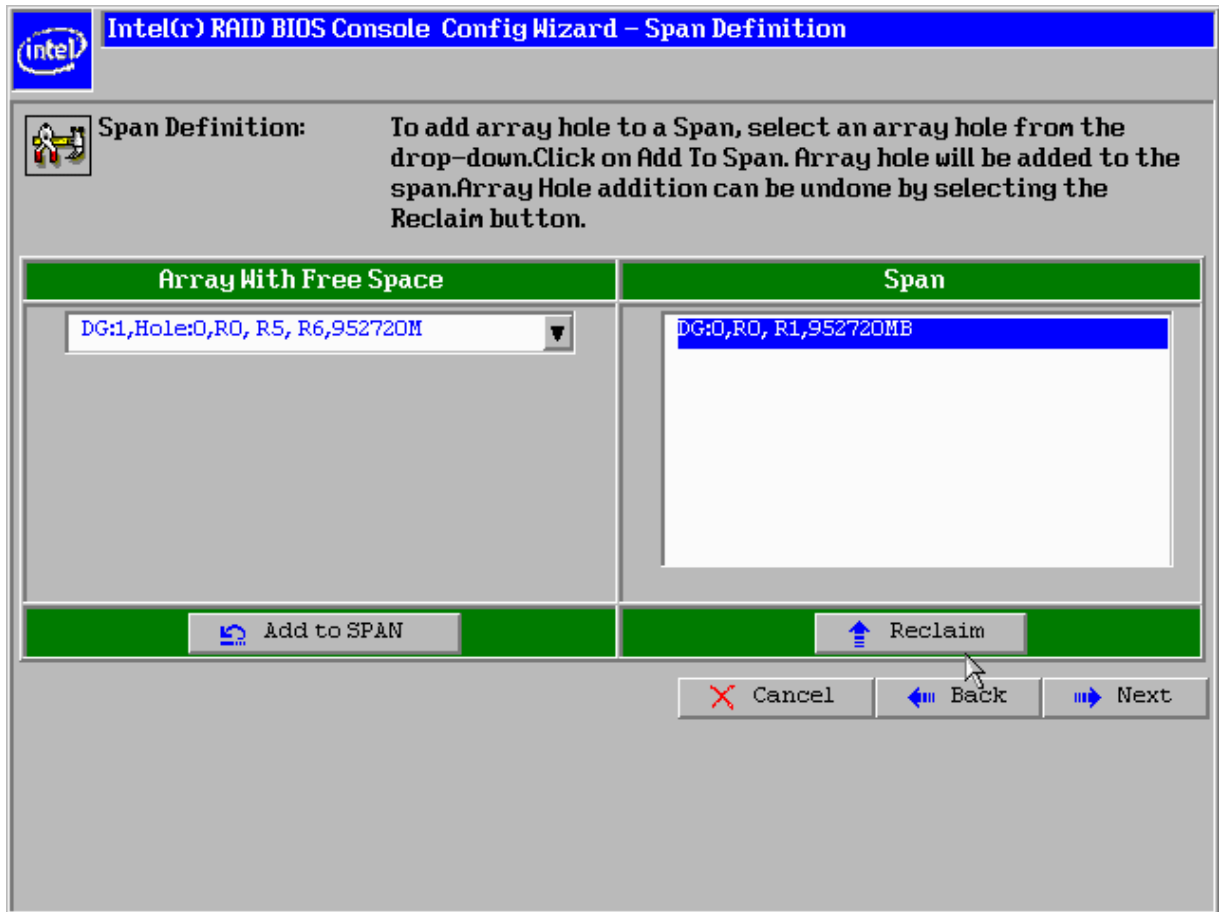 intel
Intel(r) RAID BIOS Console Config Wizard – Span Definition
Span Definition:
To add array hole to a Span, select an array hole from the
drop-down.Click on Add To Span. Array hole will be added to the
span.Array Hole addition can be undone by selecting the
Reclaim button.
Array With Free Space
Span
DG:1,Hole:0,R0, R5, R6,952720M
DG:0,R0, R1,952720MB
Add to SPAN
Reclaim
Cancel
Back
Next